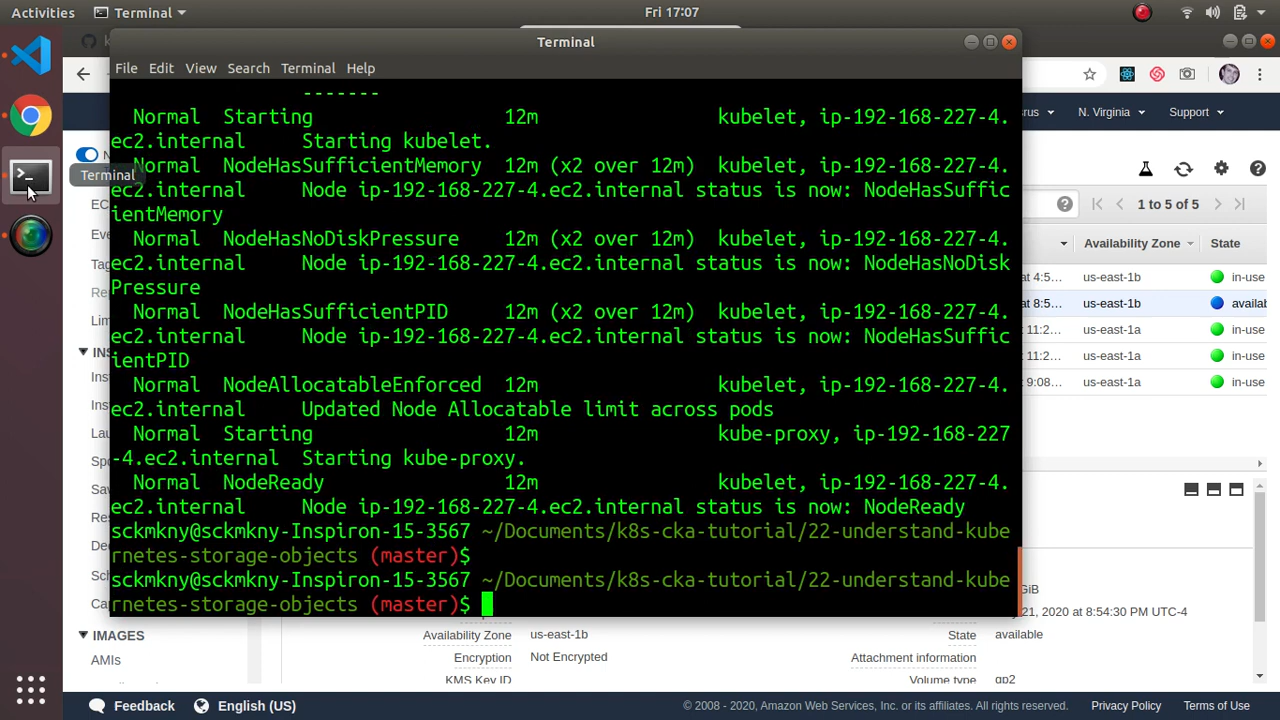 Activities
Terminal
Fri 17:07
Terminal
File Edit View Search Terminal Help
-------
Normal Starting 12m kubelet, ip-192-168-227-4.
ec2.internal Starting kubelet.
Normal NodeHasSufficientMemory 12m (x2 over 12m) kubelet, ip-192-168-227-4.
ec2.internal Node ip-192-168-227-4.ec2.internal status is now: NodeHasSuffic
ientMemory
Normal NodeHasNoDiskPressure 12m (x2 over 12m) kubelet, ip-192-168-227-4.
ec2.internal Node ip-192-168-227-4.ec2.internal status is now: NodeHasNoDisk
Pressure
Normal NodeHasSufficientPID 12m (x2 over 12m) kubelet, ip-192-168-227-4.
ec2.internal Node ip-192-168-227-4.ec2.internal status is now: NodeHasSuffic
ientPID
Normal NodeAllocatableEnforced 12m kubelet, ip-192-168-227-4.
ec2.internal Updated Node Allocatable limit across pods
Normal Starting 12m kube-proxy, ip-192-168-227
-4.ec2.internal Starting kube-proxy.
Normal NodeReady 12m kubelet, ip-192-168-227-4.
ec2.internal Node ip-192-168-227-4.ec2.internal status is now: NodeReady
sckmkny@sckmkny-Inspiron-15-3567 ~/Documents/k8s-cka-tutorial/22-understand-kube
rnetes-storage-objects (master)$
sckmkny@sckmkny-Inspiron-15-3567 ~/Documents/k8s-cka-tutorial/22-understand-kube
rnetes-storage-objects (master)$
Terminal
N. Virginia
Support
1 to 5 of 5
Availability Zone State
us-east-1b in-use
us-east-1b
us-east-1a in-use
us-east-1a in-use
us-east-1a in-use
21, 2020 at 8:54:30 PM UTC-4
Availability Zone us-east-1b
State available
Encryption Not Encrypted
Attachment information
KMS Key ID
Volume type gp2
IMAGES
AMIs
Feedback
English (US)
© 2008 - 2020, Amazon Web Services, Inc. or its affiliates. All rights reserved.
Privacy Policy
Terms of Use